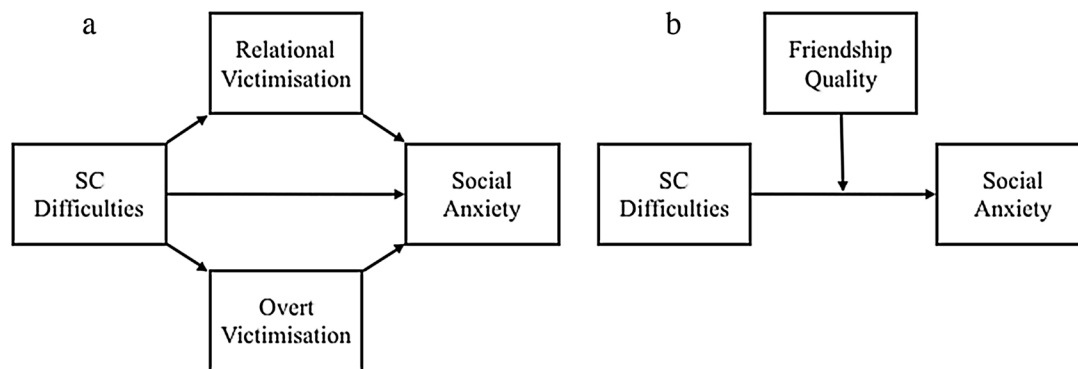 a
Relational
Victimisation
SC
Difficulties
Social
Anxiety
Overt
Victimisation
b
Friendship
Quality
SC
Difficulties
Social
Anxiety